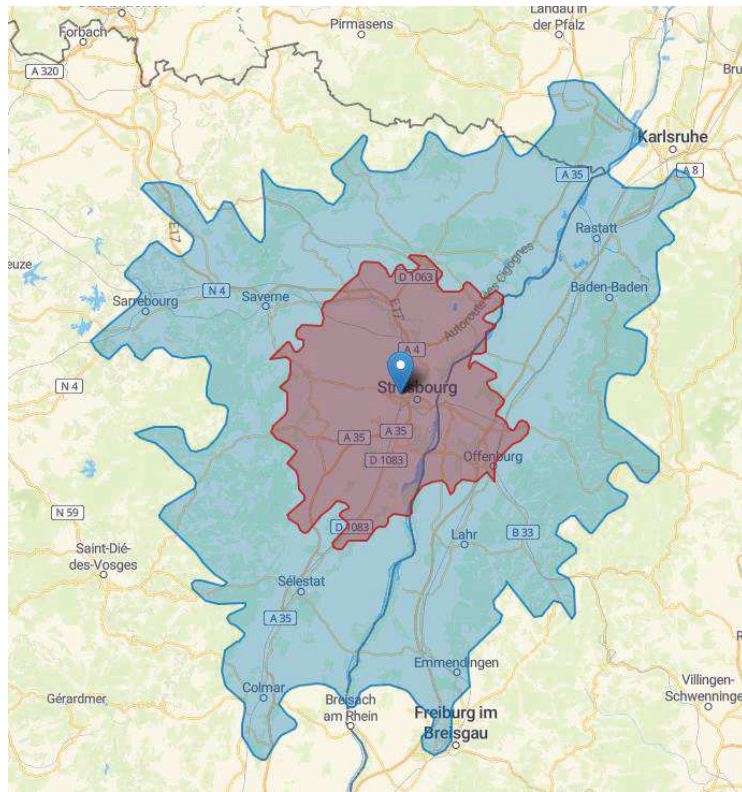 Pirmasens
Landau in
der Pfalz
Forbach
A 320
Karlsruhe
A 8
A 35
E17
Rastatt
Autoroute des Cigognes
D 1063
N 4
Saverne
Baden-Baden
Sarrebourg
E17
A 4
N 4
Strasbourg
A 35
A 35
D 1083
Offenburg
N 59
D 1083
B 33
Lahr
Saint-Dié-
des-Vosges
Sélestat
A 35
Emmendingen
Colmar
Gérardmer
Villingen-
Schwenninge
Breisach
am Rhein
Freiburg im
Breisgau